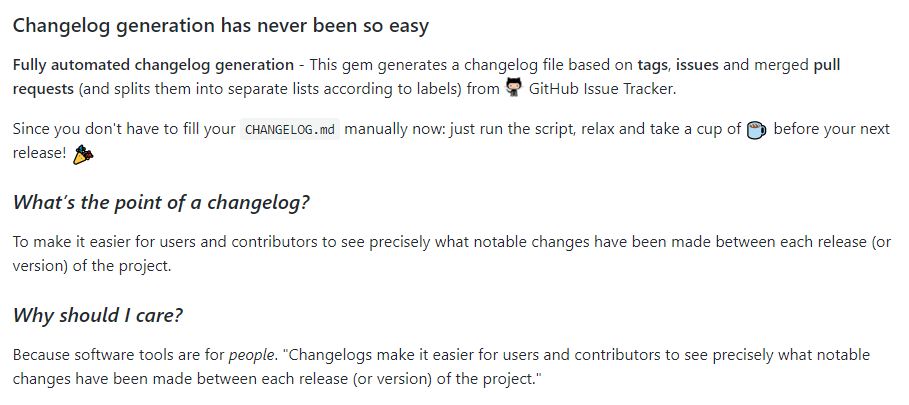 Changelog generation has never been so easy
Fully automated changelog generation - This gem generates a changelog file based on tags, issues and merged pull
requests (and splits them into separate lists according to labels) from GitHub Issue Tracker.
Since you don't have to fill your CHANGELOG.md manually now: just run the script, relax and take a cup of before your next
release!
What's the point of a changelog?
To make it easier for users and contributors to see precisely what notable changes have been made between each release (or
version) of the project.
Why should I care?
Because software tools are for people. "Changelogs make it easier for users and contributors to see precisely what notable
changes have been made between each release (or version) of the project."